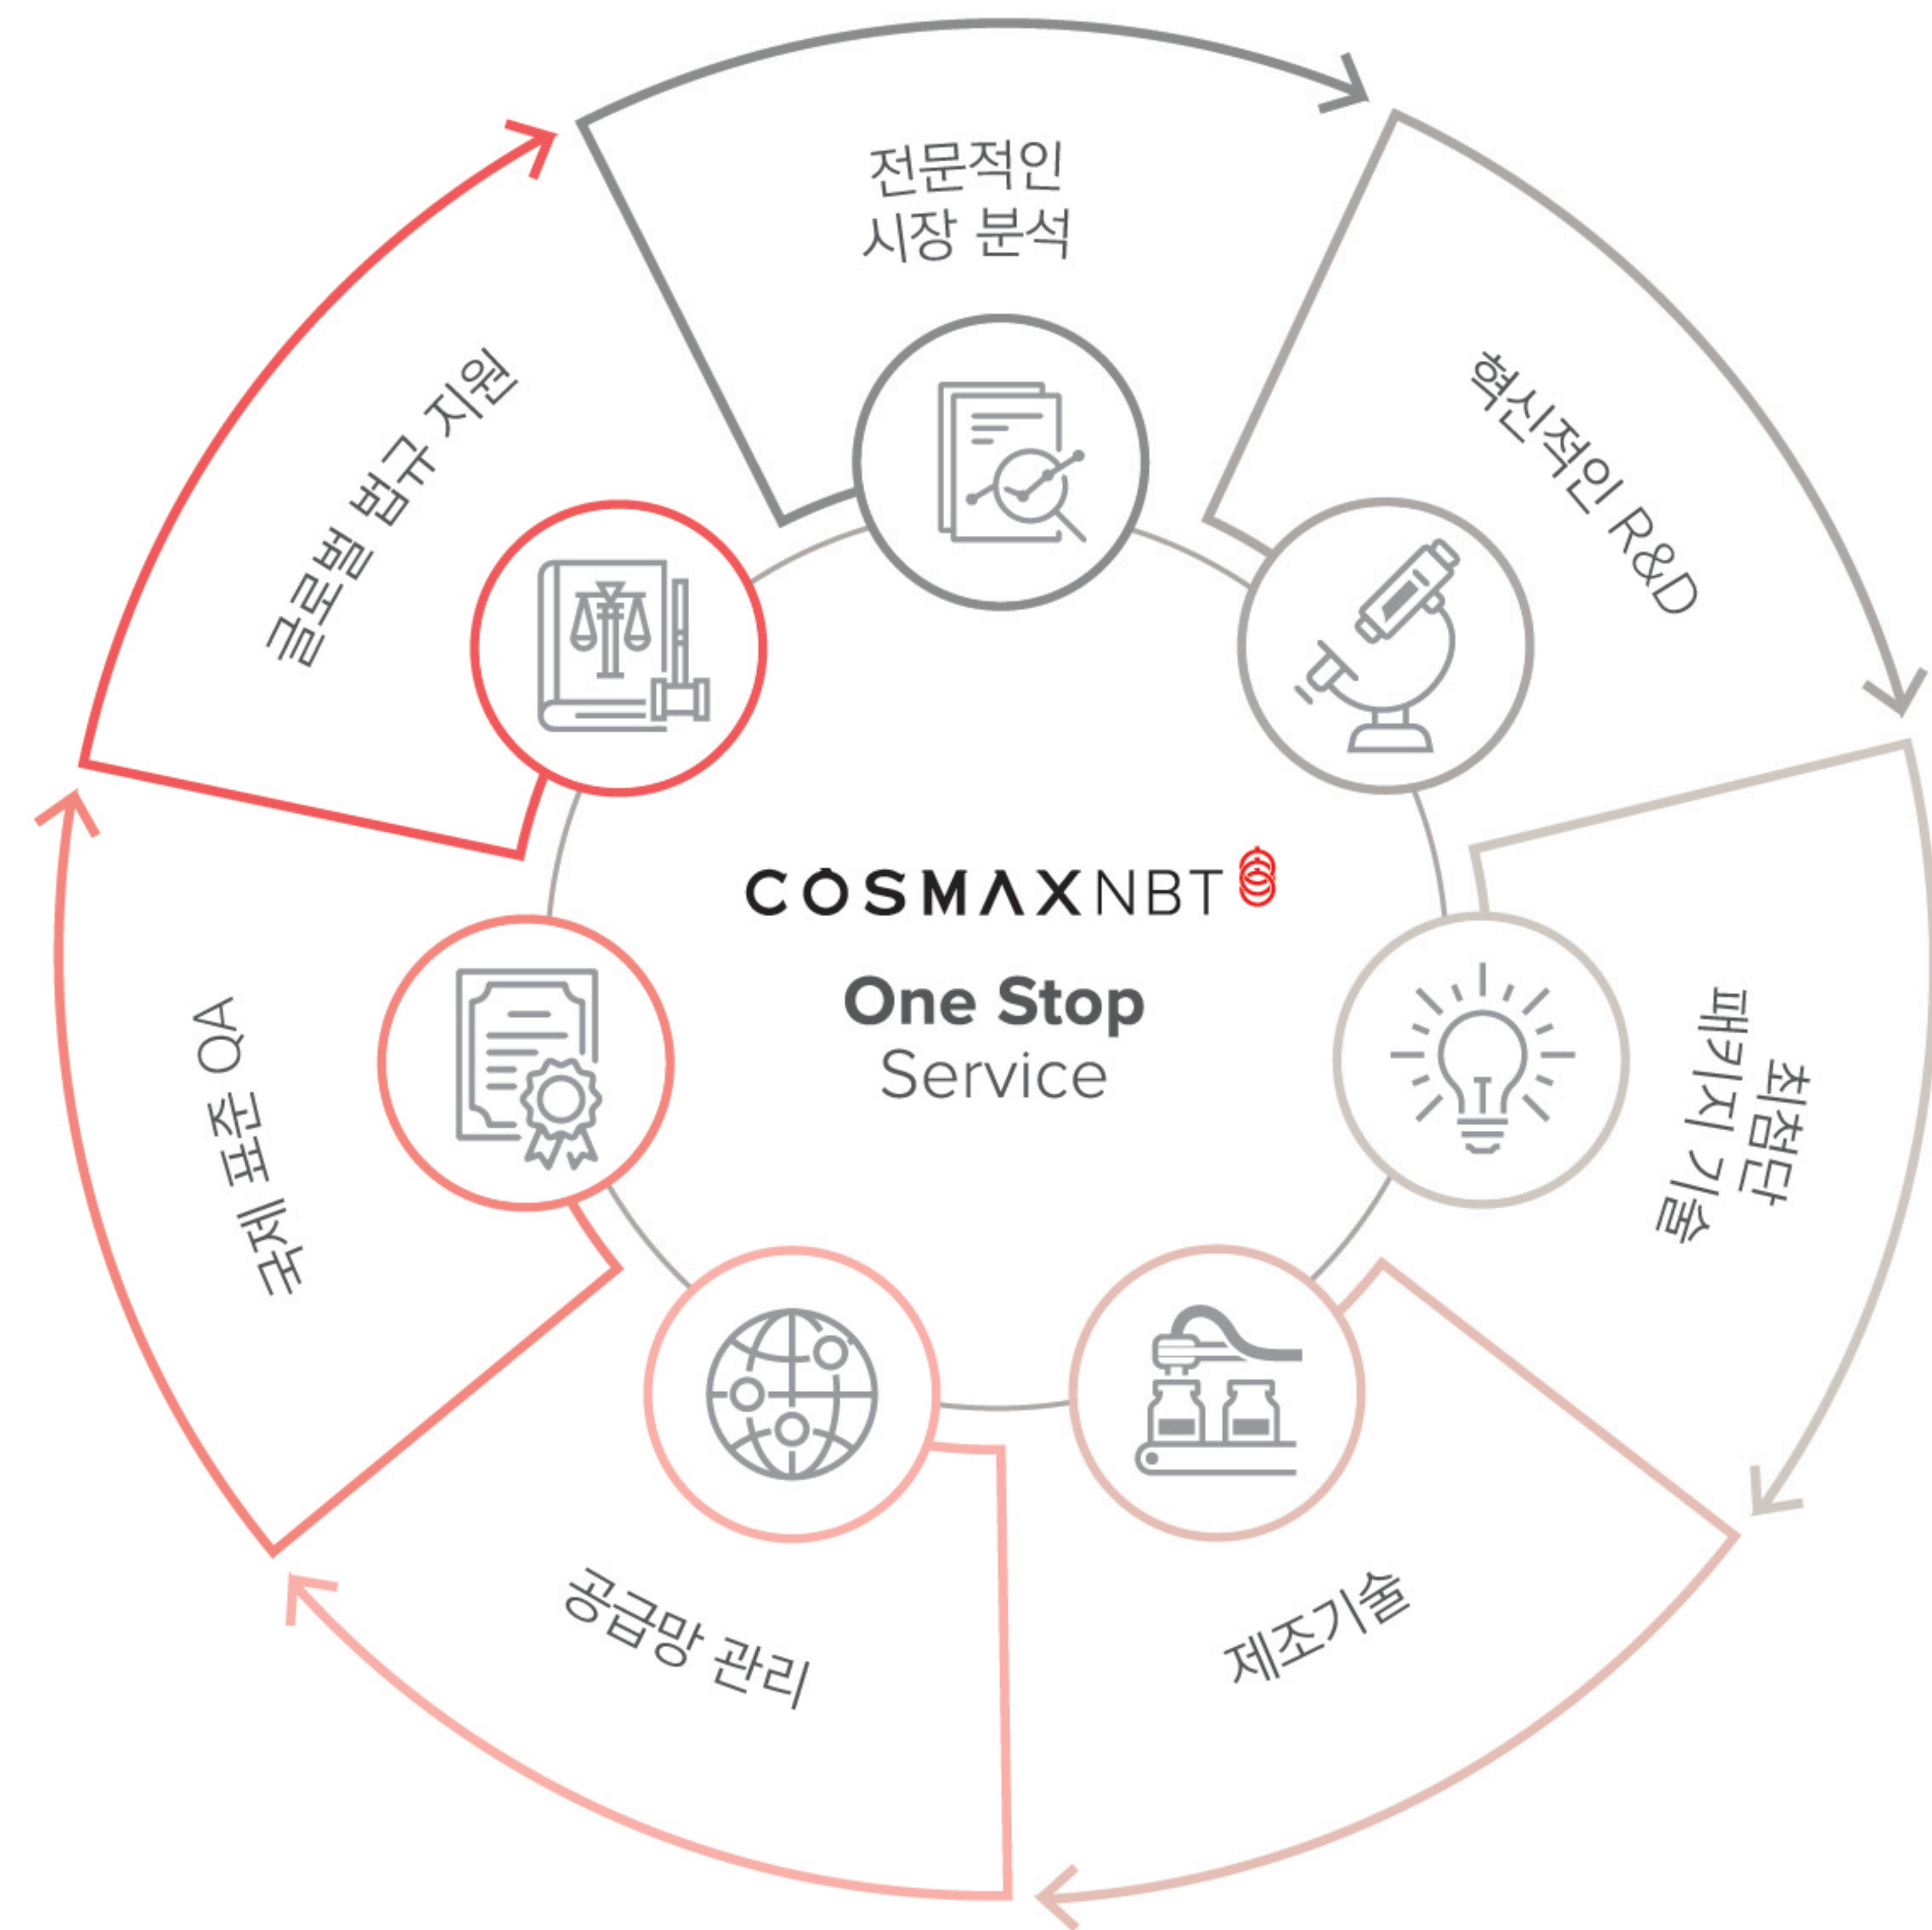 전문적인
시장 분석
혁신적인 R&D
최첨단
패키지 기술
제조기술
공급망 관리
국제 표준 QA
글로벌 법규 지원
COSMAXNBT
One Stop
Service